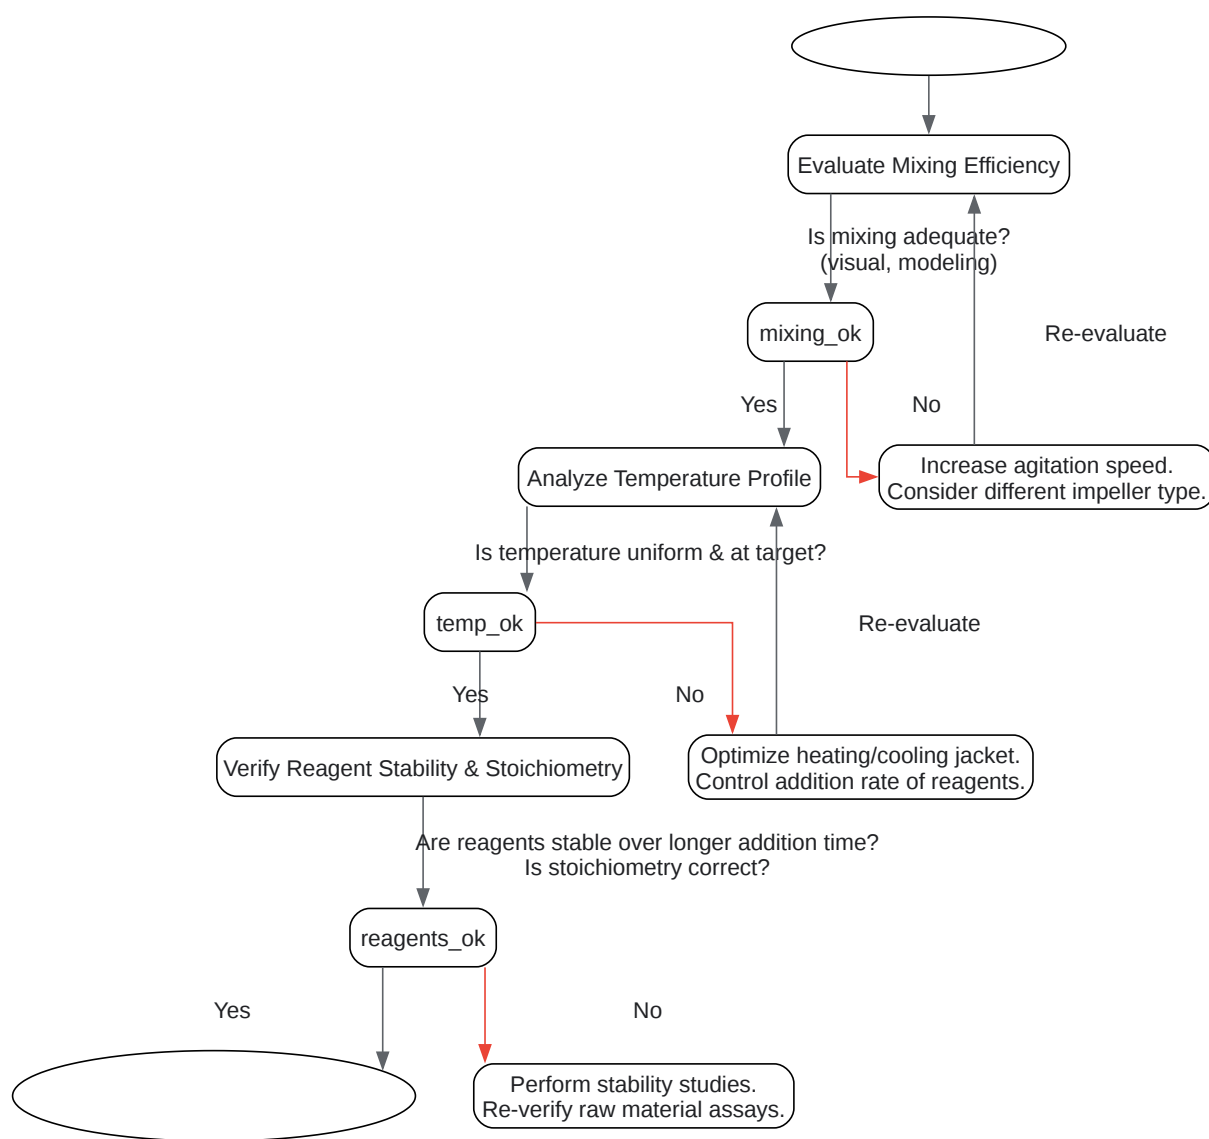 Evaluate Mixing Efficiency
Is mixing adequate?
(visual, modeling)
mixing_ok
Re-evaluate
Yes
No
Increase agitation speed.
Consider different impeller type.
Analyze Temperature Profile
Is temperature uniform & at target?
temp_ok
Re-evaluate
Yes
No
Optimize heating/cooling jacket.
Control addition rate of reagents.
Verify Reagent Stability & Stoichiometry
Are reagents stable over longer addition time?
Is stoichiometry correct?
reagents_ok
Yes
No
Perform stability studies.
Re-verify raw material assays.